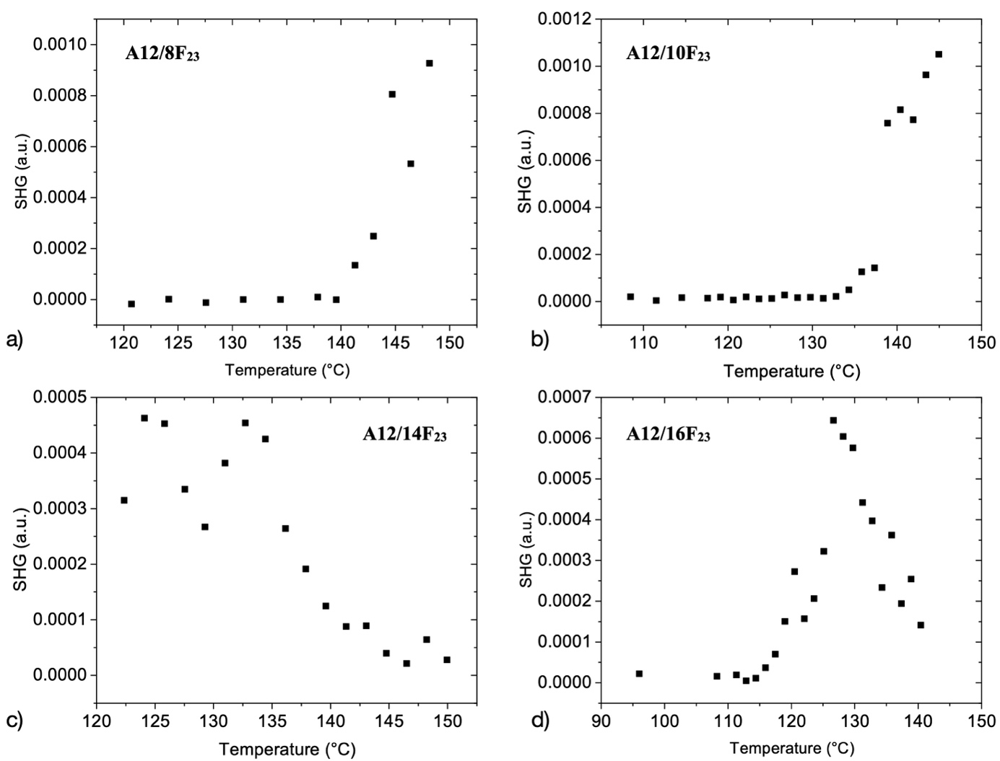 A12/8F23
0.0010
0.0008
0.0006
0.0004
0.0002
0.0000
SHG (a.u.)
120 125 130 135 140 145 150
Temperature (°C)
a)
A12/10F23
0.0012
0.0010
0.0008
0.0006
0.0004
0.0002
0.0000
SHG (a.u.)
110 120 130 140 150
Temperature (°C)
b)
A12/14F23
0.0005
0.0004
0.0003
0.0002
0.0001
0.0000
SHG (a.u.)
120 125 130 135 140 145 150
Temperature (°C)
c)
A12/16F23
0.0007
0.0006
0.0005
0.0004
0.0003
0.0002
0.0001
0.0000
SHG (a.u.)
90 100 110 120 130 140 150
Temperature (°C)
d)